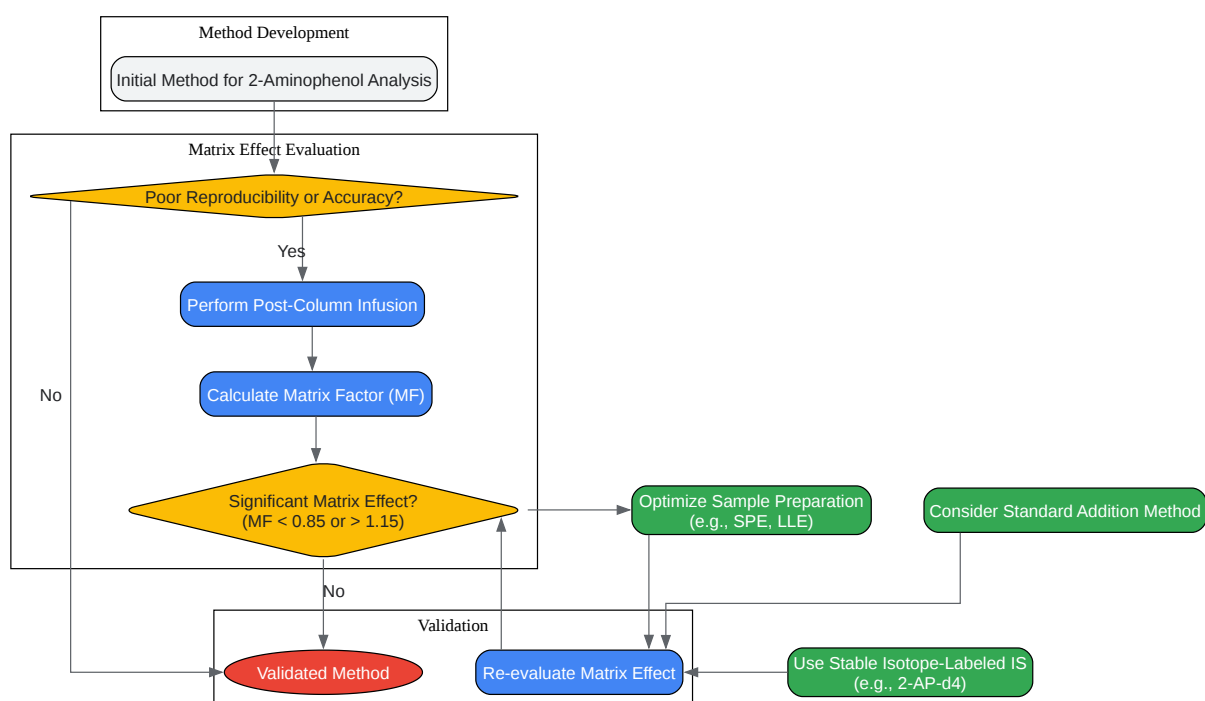 Method Development
Initial Method for 2-Aminophenol Analysis
Matrix Effect Evaluation
Poor Reproducibility or Accuracy?
Yes
Perform Post-Column Infusion
Calculate Matrix Factor (MF)
No
Significant Matrix Effect?
(MF < 0.85 or > 1.15)
Optimize Sample Preparation
(e.g., SPE, LLE)
Consider Standard Addition Method
No
Validation
Validated Method
Re-evaluate Matrix Effect
Use Stable Isotope-Labeled IS
(e.g., 2-AP-d4)